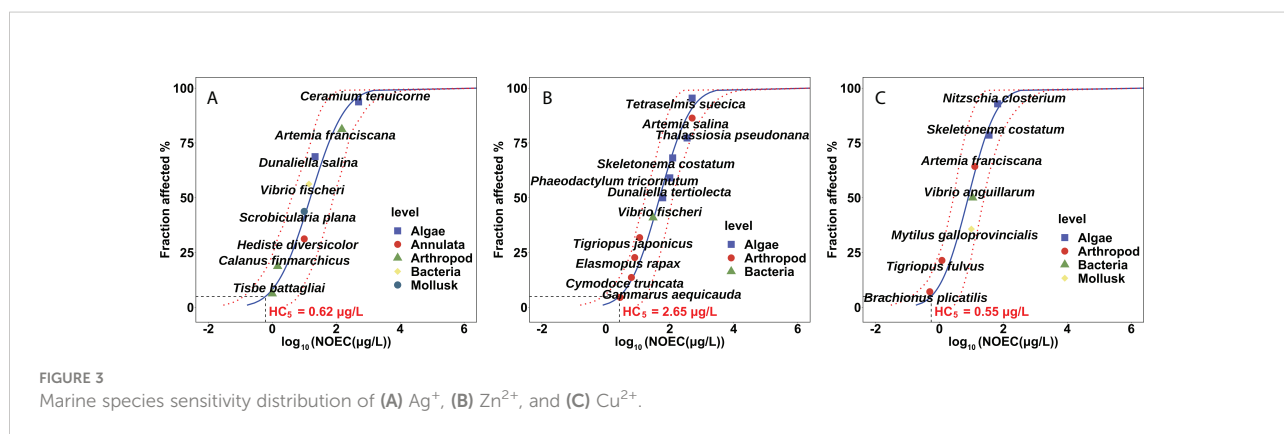 A
Fraction affected %
100
75
50
25
0
Ceramium tenuicorne
Artemia franciscana
Dunaliella salina
Vibrio fischeri
Scrobicularia plana
Hediste diversicolor
Calanus finmarchicus
Tisbe battagliai
level
Algae
Annulata
Arthropod
Bacteria
Mollusk
HC₅ = 0.62 µg/L
-2 0 2 4 6
log₁₀(NOEC(µg/L))
B
Fraction affected %
100
75
50
25
0
Tetraselmis suecica
Artemia salina
Thalassiosia pseudonana
Skeletonema costatum
Phaeodactylum tricornutum
Dunaliella tertiolecta
Vibrio fischeri
Tigriopus japonicus
Elasmopus rapax
Cymodoce truncata
Gammarus aequicauda
level
Algae
Arthropod
Bacteria
HC₅ = 2.65 µg/L
-2 0 2 4 6
log₁₀(NOEC(µg/L))
C
Fraction affected %
100
75
50
25
0
Nitzschia closterium
Skeletonema costatum
Artemia franciscana
Vibrio anguillarum
Mytilus galloprovincialis
Tigriopus fulvus
Brachionus plicatilis
level
Algae
Arthropod
Bacteria
Mollusk
HC₅ = 0.55 µg/L
-2 0 2 4 6
log₁₀(NOEC(µg/L))
FIGURE 3
Marine species sensitivity distribution of (A) Ag⁺, (B) Zn²⁺, and (C) Cu²⁺.